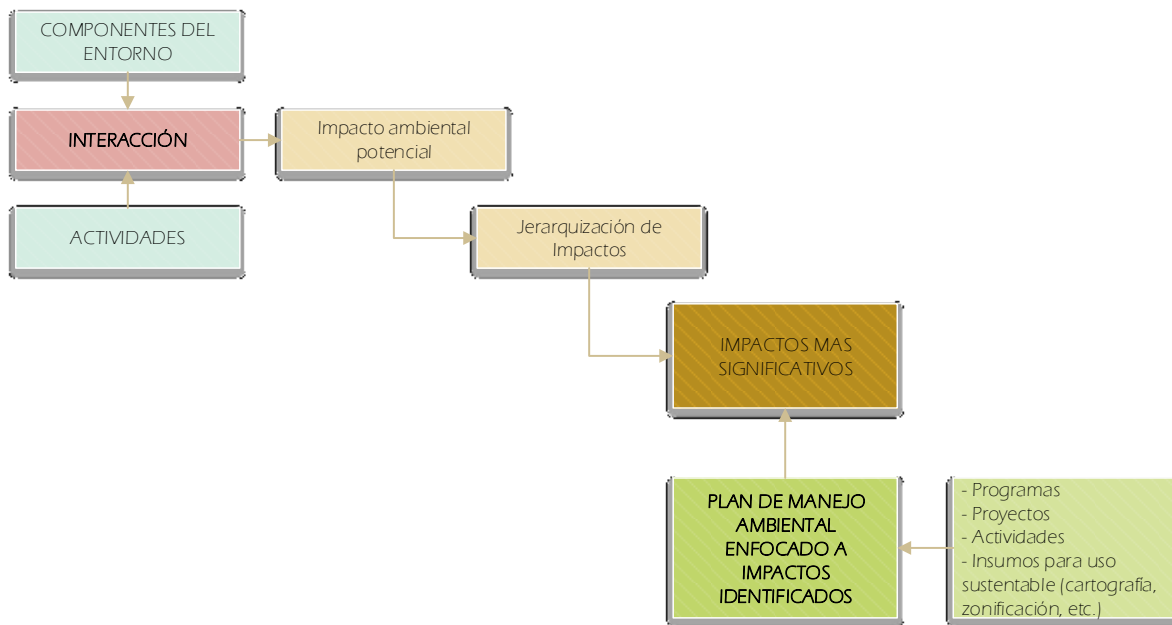 COMPONENTES DEL
ENTORNO
INTERACCIÓN
Impacto ambiental
potencial
ACTIVIDADES
Jerarquización de
Impactos
IMPACTOS MAS
SIGNIFICATIVOS
PLAN DE MANEJO
AMBIENTAL
ENFOCADO A
IMPACTOS
IDENTIFICADOS
- Programas
- Proyectos
- Actividades
- Insumos para uso
sustentable (cartografía,
zonificación, etc.)